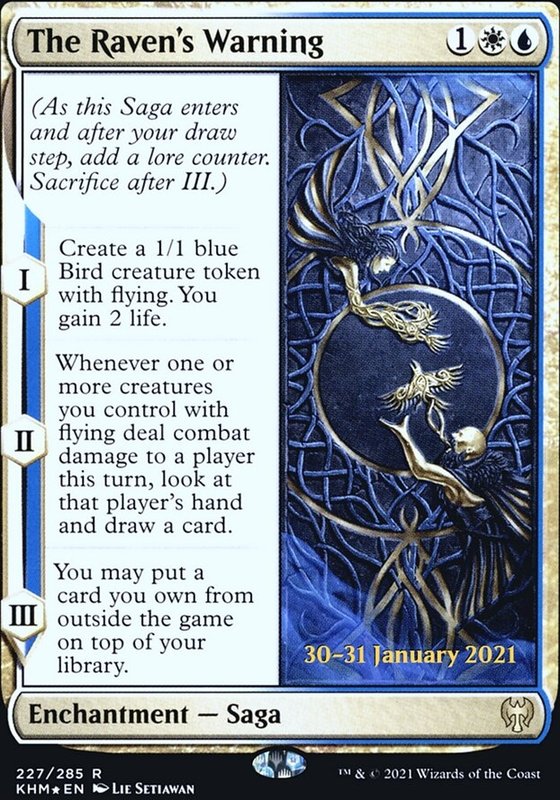 The Raven's Warning
1
(As this Saga enters
and after your draw
step, add a lore counter.
Sacrifice after III.)
I
Create a 1/1 blue
Bird creature token
with flying. You
gain 2 life.
II
Whenever one or
more creatures
you control with
flying deal combat
damage to a player
this turn, look at
that player's hand
and draw a card.
III
You may put a
card you own from
outside the game
on top of your
library.
30–31 January 2021
Enchantment — Saga
227/285 R
KHM★EN Lie Setiawan
™ & © 2021 Wizards of the Coast